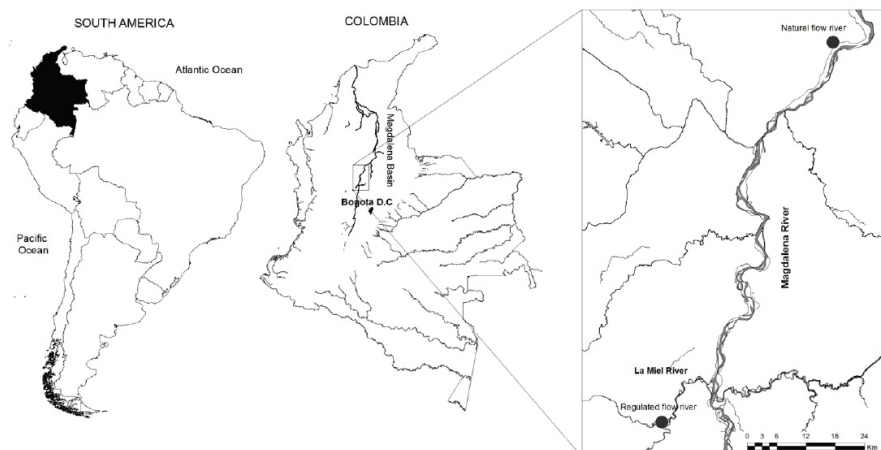 SOUTH AMERICA
Atlantic Ocean
Pacific
Ocean
COLOMBIA
Magdalena Basin
Bogota D.C
Natural flow river
Magdalena River
La Miel River
Regulated flow river
0 3 6 12 18 24
Km